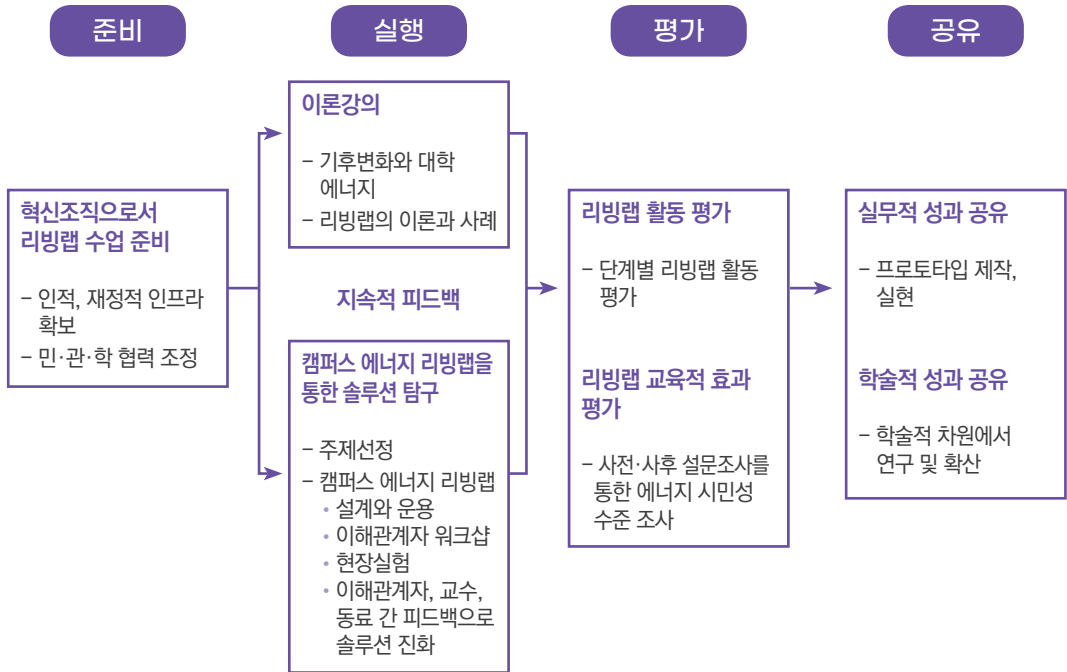 준비
실행
평가
공유
혁신조직으로서
리빙랩 수업 준비
– 인적, 재정적 인프라
확보
– 민·관·학 협력 조정
이론강의
– 기후변화와 대학
에너지
– 리빙랩의 이론과 사례
지속적 피드백
캠퍼스 에너지 리빙랩을
통한 솔루션 탐구
– 주제선정
– 캠퍼스 에너지 리빙랩
• 설계와 운용
• 이해관계자 워크샵
• 현장실험
• 이해관계자, 교수,
동료 간 피드백으로
솔루션 진화
리빙랩 활동 평가
– 단계별 리빙랩 활동
평가
리빙랩 교육적 효과
평가
– 사전·사후 설문조사를
통한 에너지 시민성
수준 조사
실무적 성과 공유
– 프로토타입 제작,
실현
학술적 성과 공유
– 학술적 차원에서
연구 및 확산